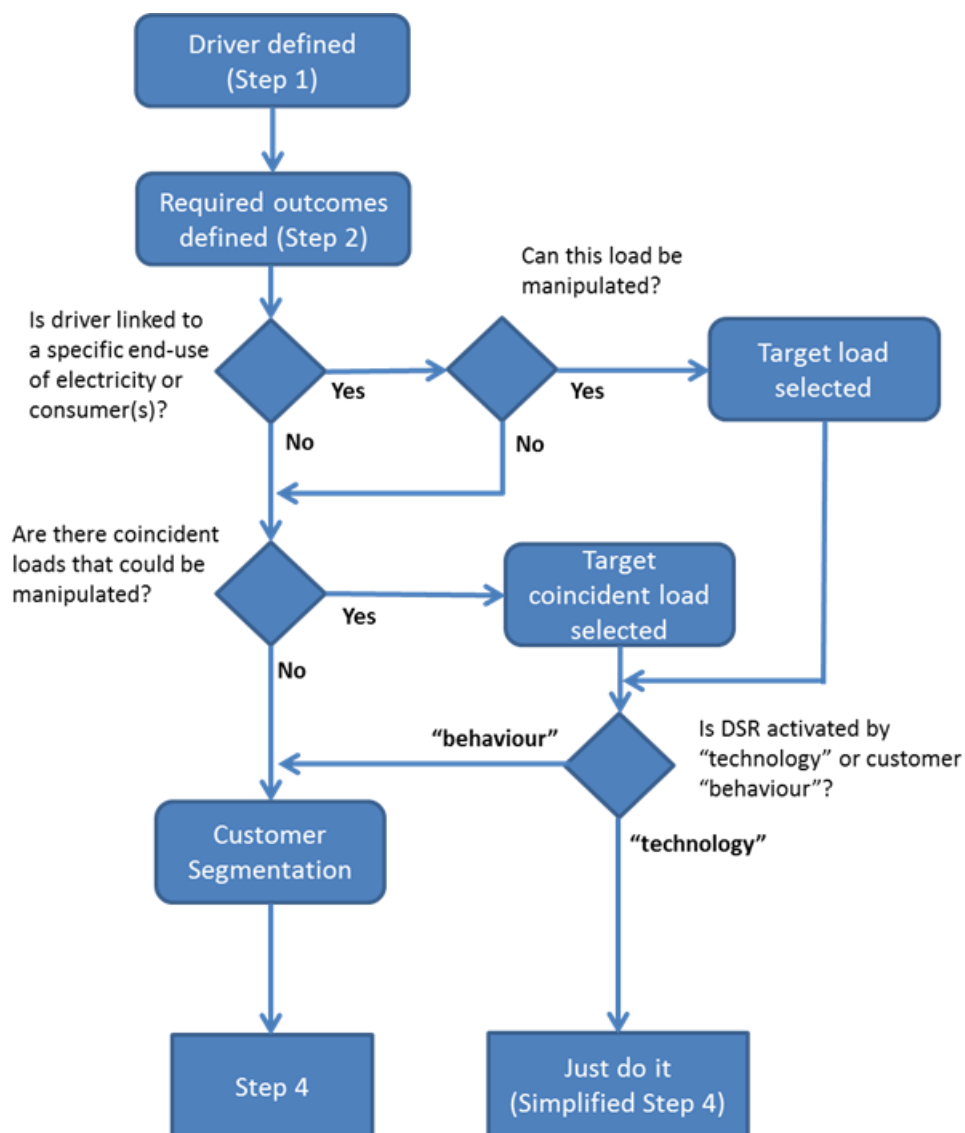 Driver defined
(Step 1)
Required outcomes
defined (Step 2)
Can this load be
manipulated?
Is driver linked to
a specific end-use
of electricity or
consumer(s)?
Yes
Yes
Target load
selected
No
No
Are there coincident
loads that could be
manipulated?
Yes
Target
coincident load
selected
No
“behaviour”
Is DSR activated by
“technology” or customer
“behaviour”?
Customer
Segmentation
“technology”
Step 4
Just do it
(Simplified Step 4)